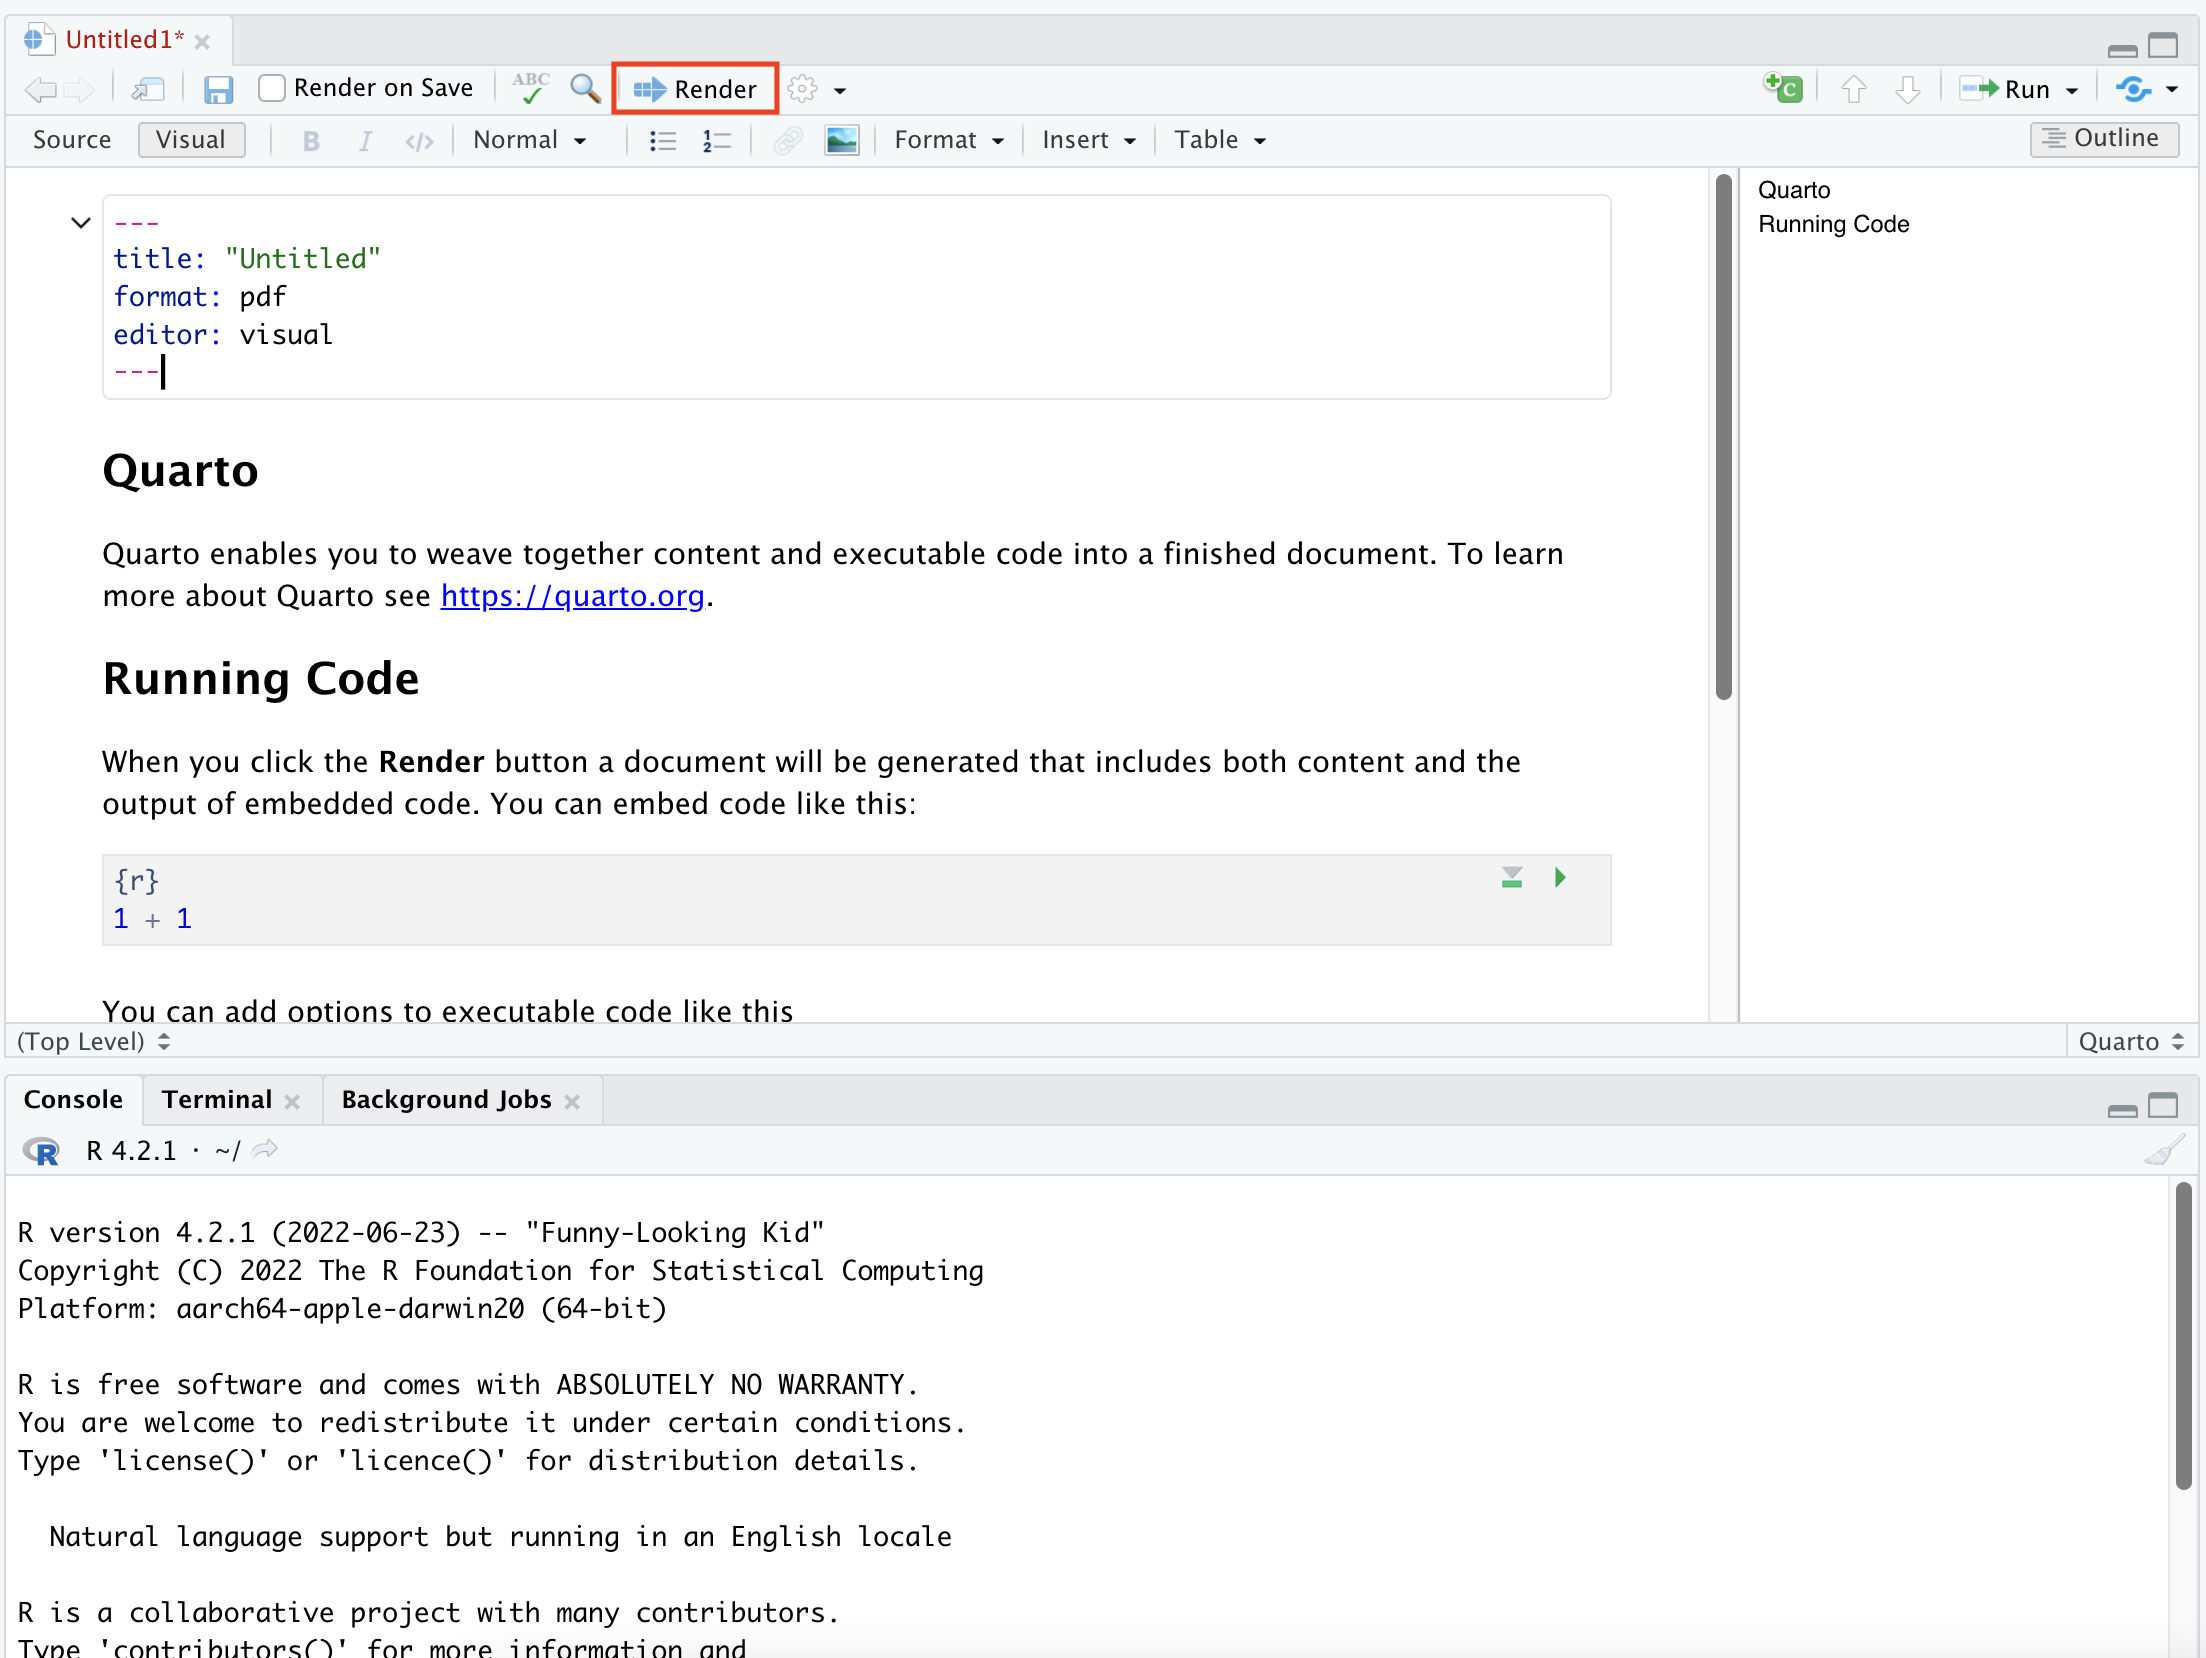 Untitled1*
Render on Save ABC Render Run
Source Visual B I </> Normal Format Insert Table Outline
---
title: "Untitled"
format: pdf
editor: visual
---
Quarto
Running Code
Quarto
Quarto enables you to weave together content and executable code into a finished document. To learn
more about Quarto see https://quarto.org.
Running Code
When you click the Render button a document will be generated that includes both content and the
output of embedded code. You can embed code like this:
{r}
1 + 1
You can add options to executable code like this
(Top Level) Quarto
Console Terminal Background Jobs
R 4.2.1 · ~/
R version 4.2.1 (2022-06-23) -- "Funny-Looking Kid"
Copyright (C) 2022 The R Foundation for Statistical Computing
Platform: aarch64-apple-darwin20 (64-bit)
R is free software and comes with ABSOLUTELY NO WARRANTY.
You are welcome to redistribute it under certain conditions.
Type 'license()' or 'licence()' for distribution details.
Natural language support but running in an English locale
R is a collaborative project with many contributors.
Type 'contributors()' for more information and